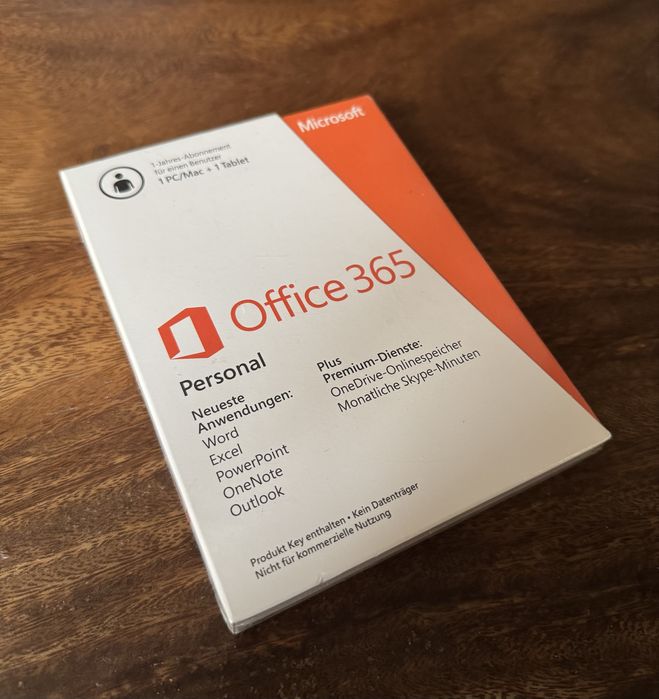 Microsoft
1-Jahres-Abonnement
für einen Benutzer
1 PC/Mac + 1 Tablet
Office 365
Personal
Neueste
Anwendungen:
Word
Excel
PowerPoint
OneNote
Outlook
Plus
Premium-Dienste:
OneDrive-Onlinespeicher
Monatliche Skype-Minuten
Produkt Key enthalten • Kein Datenträger
Nicht für kommerzielle Nutzung